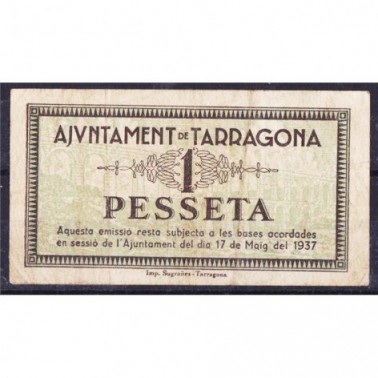 AJVNTAMENT DE TARRAGONA
1
PESSETA
Aquesta emissio resta subjecta a les bases acordades
en sessió de l'Ajuntament del dia 17 de Maig del 1937
Imp. Sugrañes - Tarragona